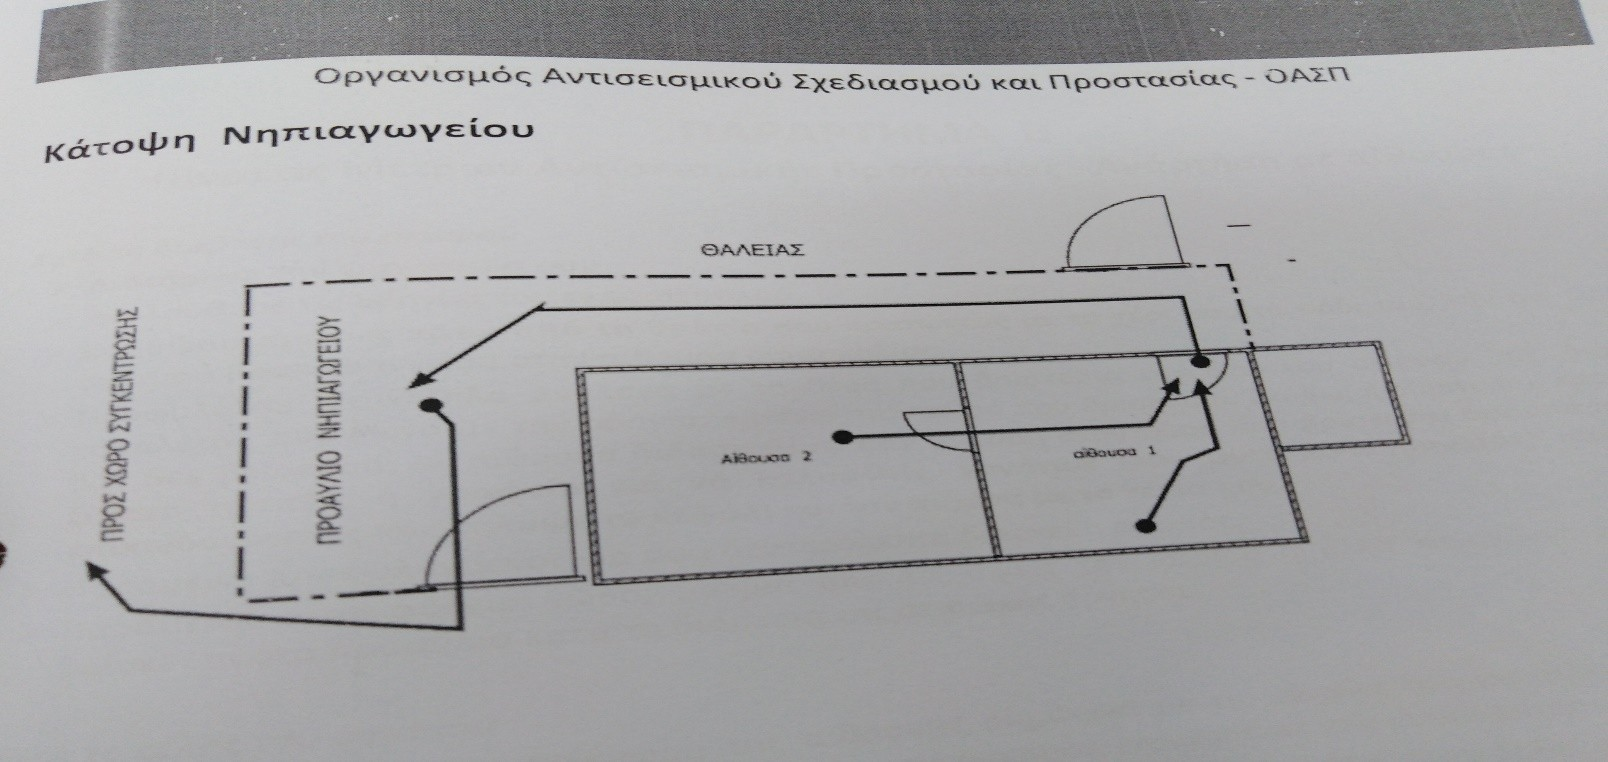 Οργανισμός Αντισεισμικού Σχεδιασμού και Προστασίας - ΟΑΣΠ
Κάτοψη Νηπιαγωγείου
ΘΑΛΕΙΑΣ
ΠΡΟΣ ΧΩΡΟ ΣΥΓΚΕΝΤΡΩΣΗΣ
ΠΡΟΑΥΛΙΟ ΝΗΠΙΑΓΩΓΕΙΟΥ
Αίθουσα 2
αίθουσα 1